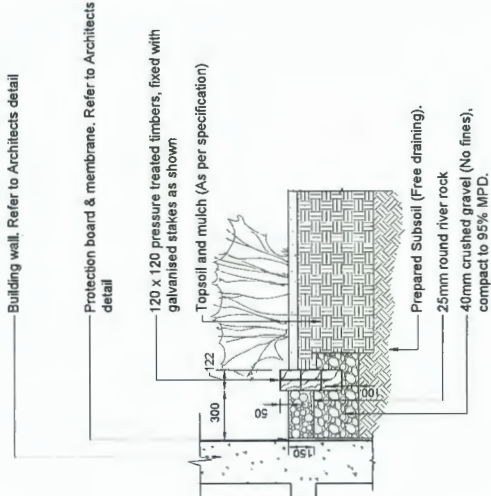 Building wall. Refer to Architects detail
Protection board & membrane. Refer to Architects
detail
120 x 120 pressure treated timbers, fixed with
galvanised stakes as shown
Topsoil and mulch (As per specification)
122
300
50
150
100
Prepared Subsoil (Free draining).
25mm round river rock
40mm crushed gravel (No fines),
compact to 95% MPD.